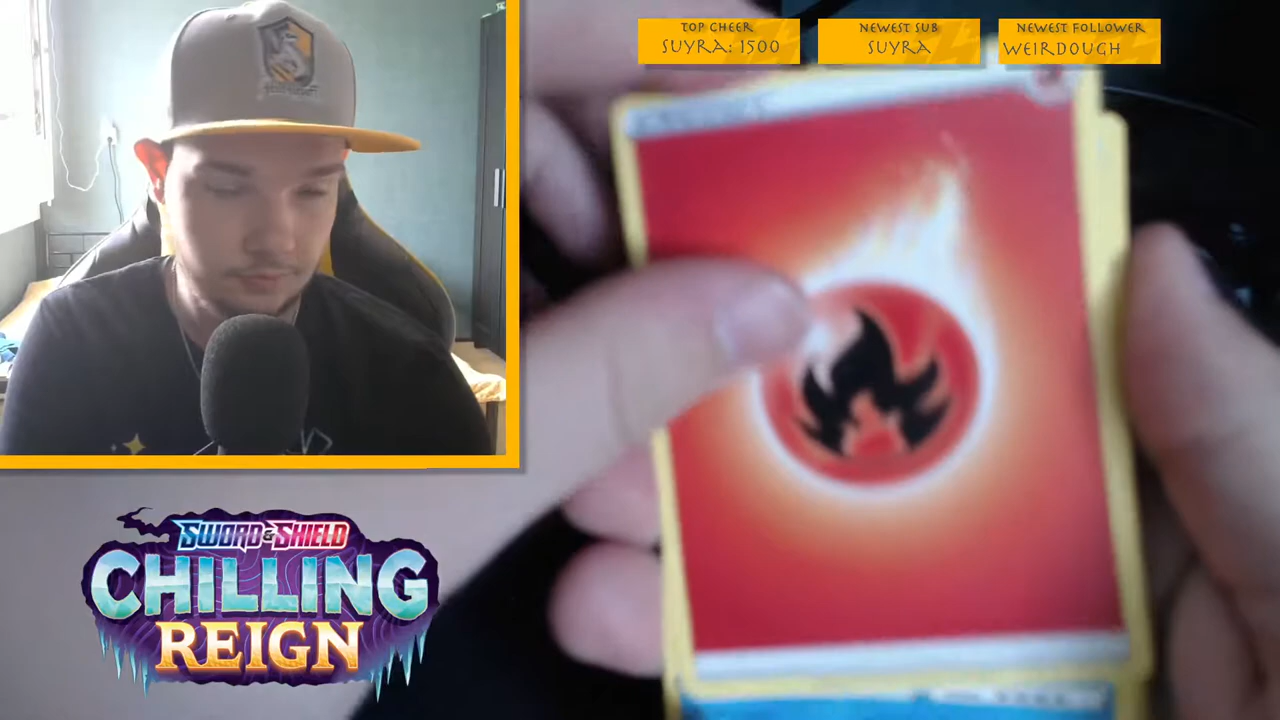 TOP CHEER
SUYRA: 1500
NEWEST SUB
SUYRA
NEWEST FOLLOWER
WEIRDOUGH
SWORD & SHIELD
CHILLING
REIGN